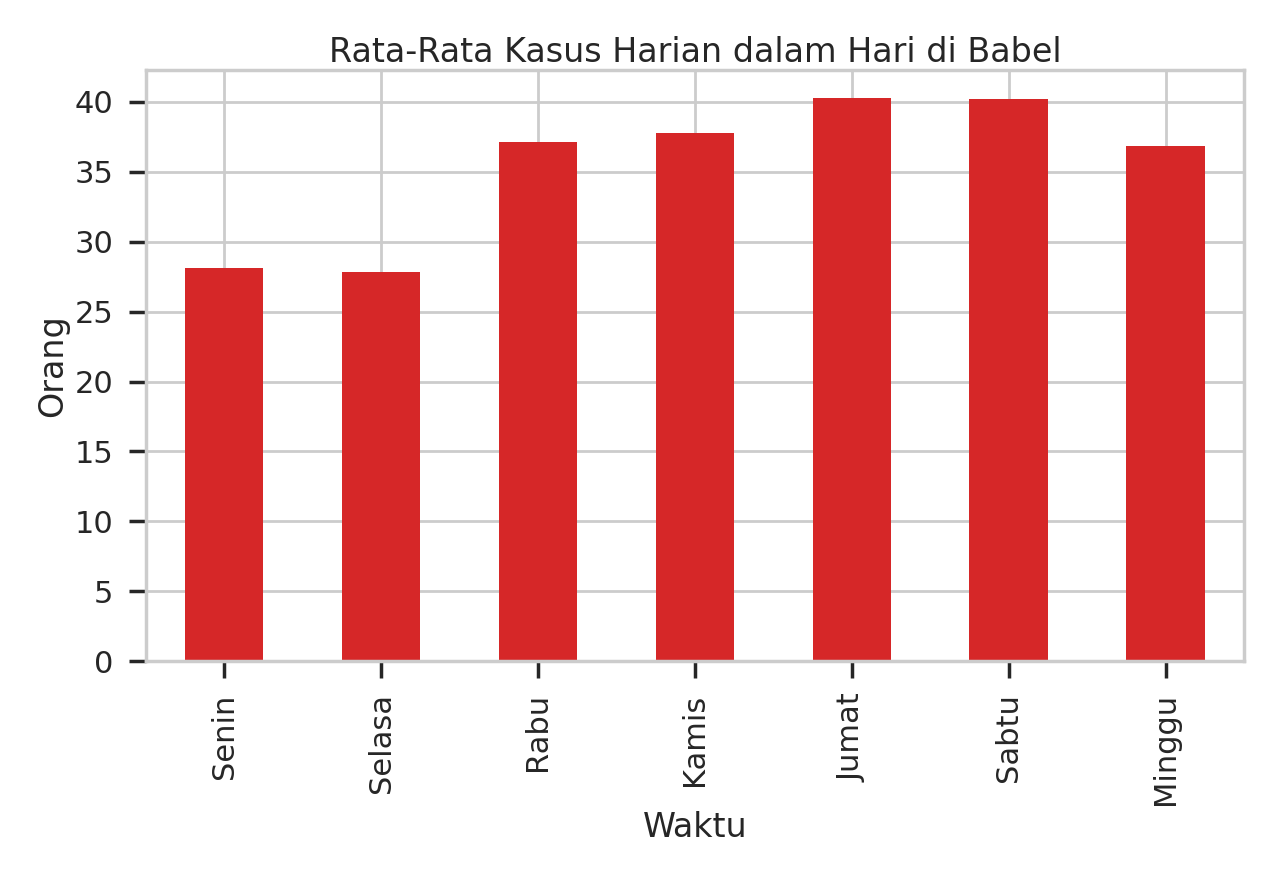 Rata-Rata Kasus Harian dalam Hari di Babel
Orang
40
35
30
25
20
15
10
5
0
Senin
Selasa
Rabu
Kamis
Jumat
Sabtu
Minggu
Waktu